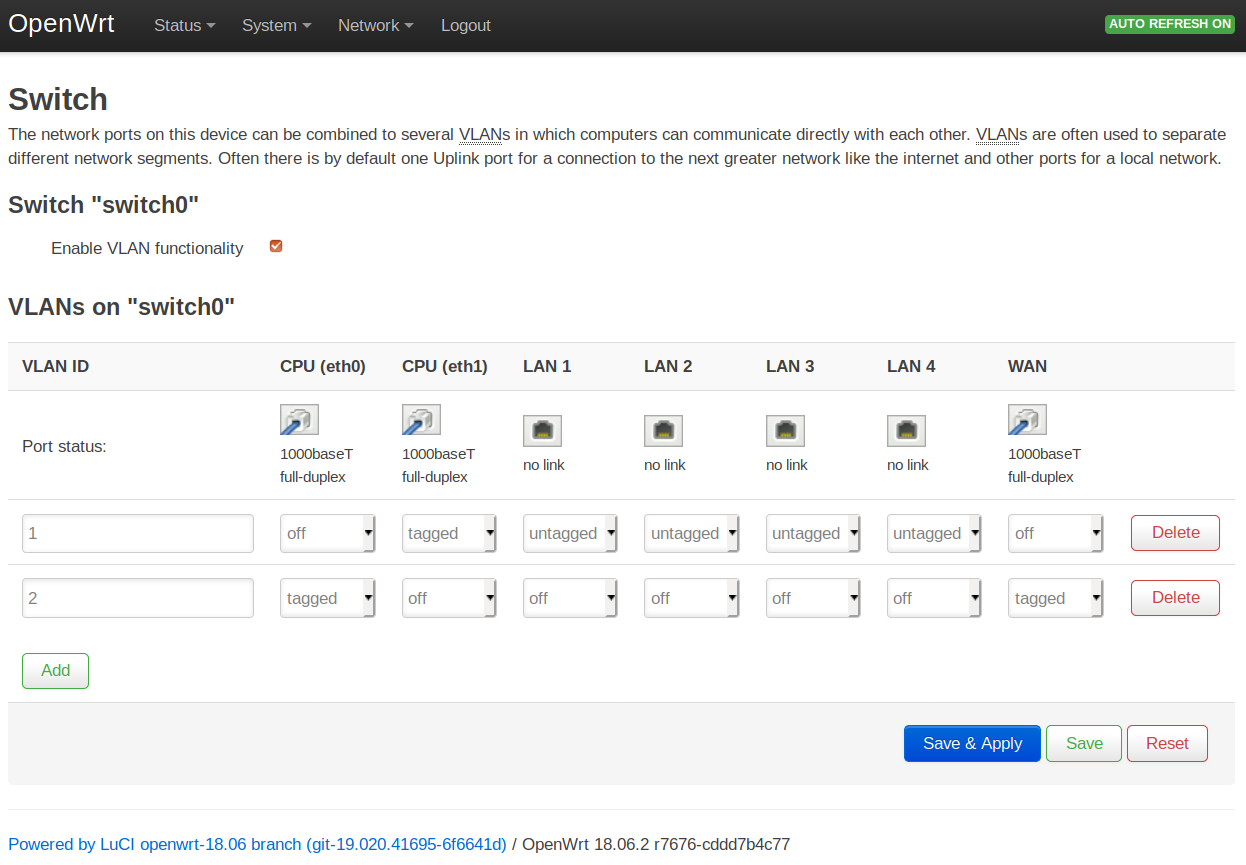 OpenWrt Status System Network Logout AUTO REFRESH ON
Switch
The network ports on this device can be combined to several VLANs in which computers can communicate directly with each other. VLANs are often used to separate
different network segments. Often there is by default one Uplink port for a connection to the next greater network like the internet and other ports for a local network.
Switch "switch0"
Enable VLAN functionality
VLANs on "switch0"
VLAN ID CPU (eth0) CPU (eth1) LAN 1 LAN 2 LAN 3 LAN 4 WAN
Port status: 1000baseT full-duplex 1000baseT full-duplex no link no link no link no link 1000baseT full-duplex
1 off tagged untagged untagged untagged untagged off Delete
2 tagged off off off off off tagged Delete
Add
Save & Apply Save Reset
Powered by LuCI openwrt-18.06 branch (git-19.020.41695-6f6641d) / OpenWrt 18.06.2 r7676-cddd7b4c77